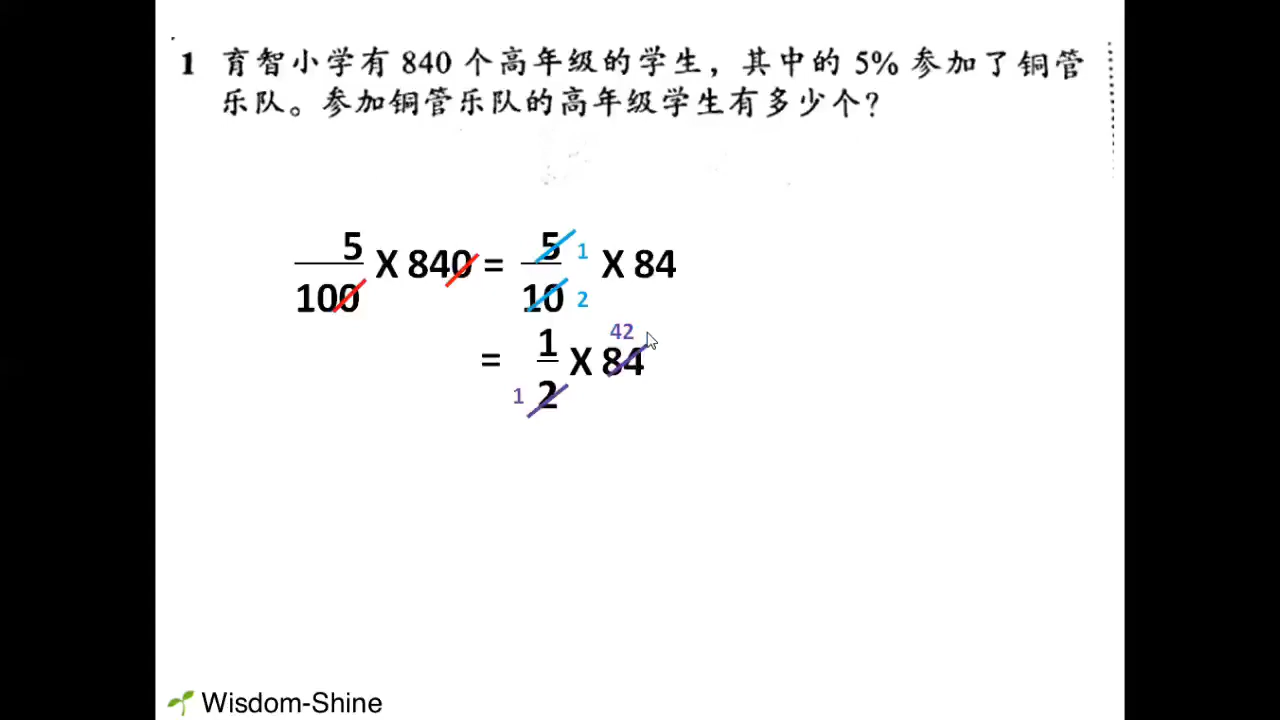 1 育智小学有 840 个高年级的学生，其中的 5% 参加了铜管
乐队。参加铜管乐队的高年级学生有多少个？
5/100 X 840 = 5/10 X 84
1
2
= 1/2 X 84
42
1
Wisdom-Shine